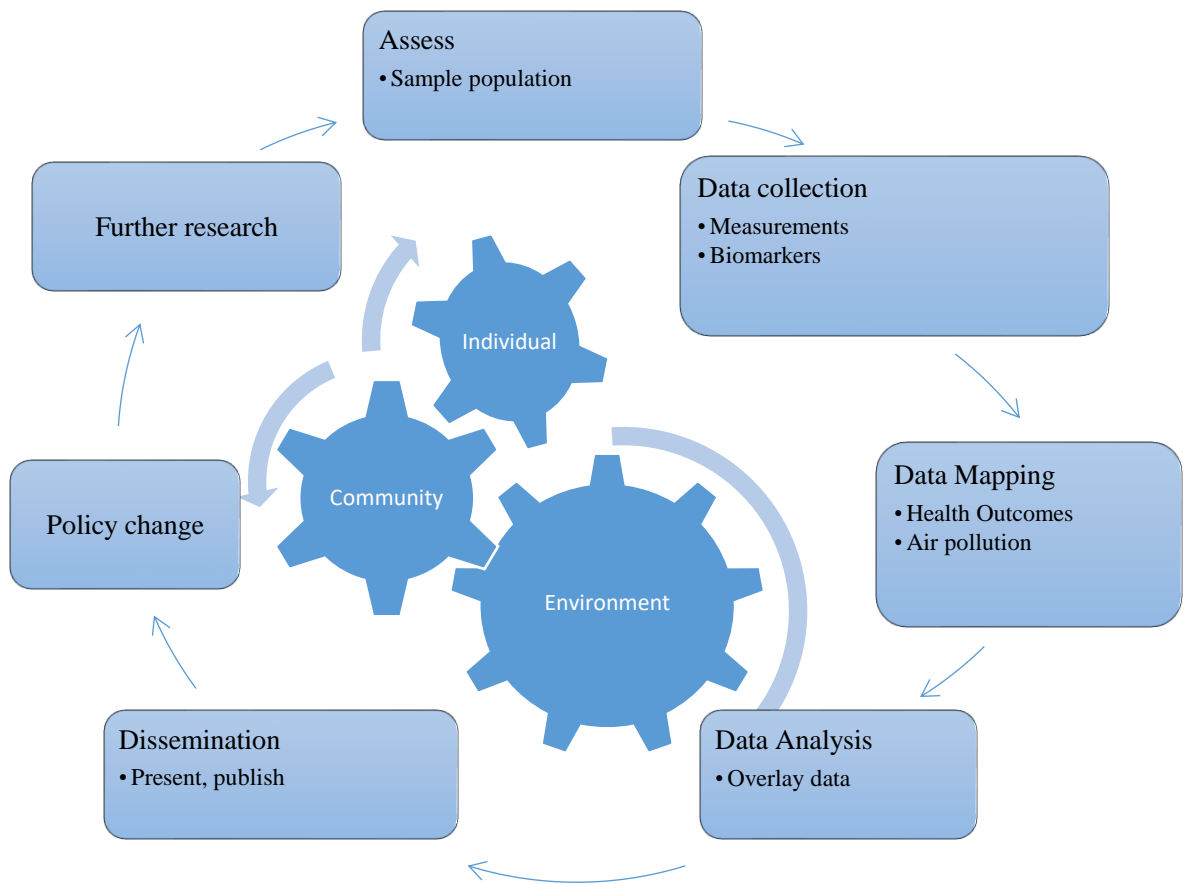 Assess
• Sample population
Data collection
• Measurements
• Biomarkers
Data Mapping
• Health Outcomes
• Air pollution
Data Analysis
• Overlay data
Dissemination
• Present, publish
Policy change
Further research
Individual
Community
Environment